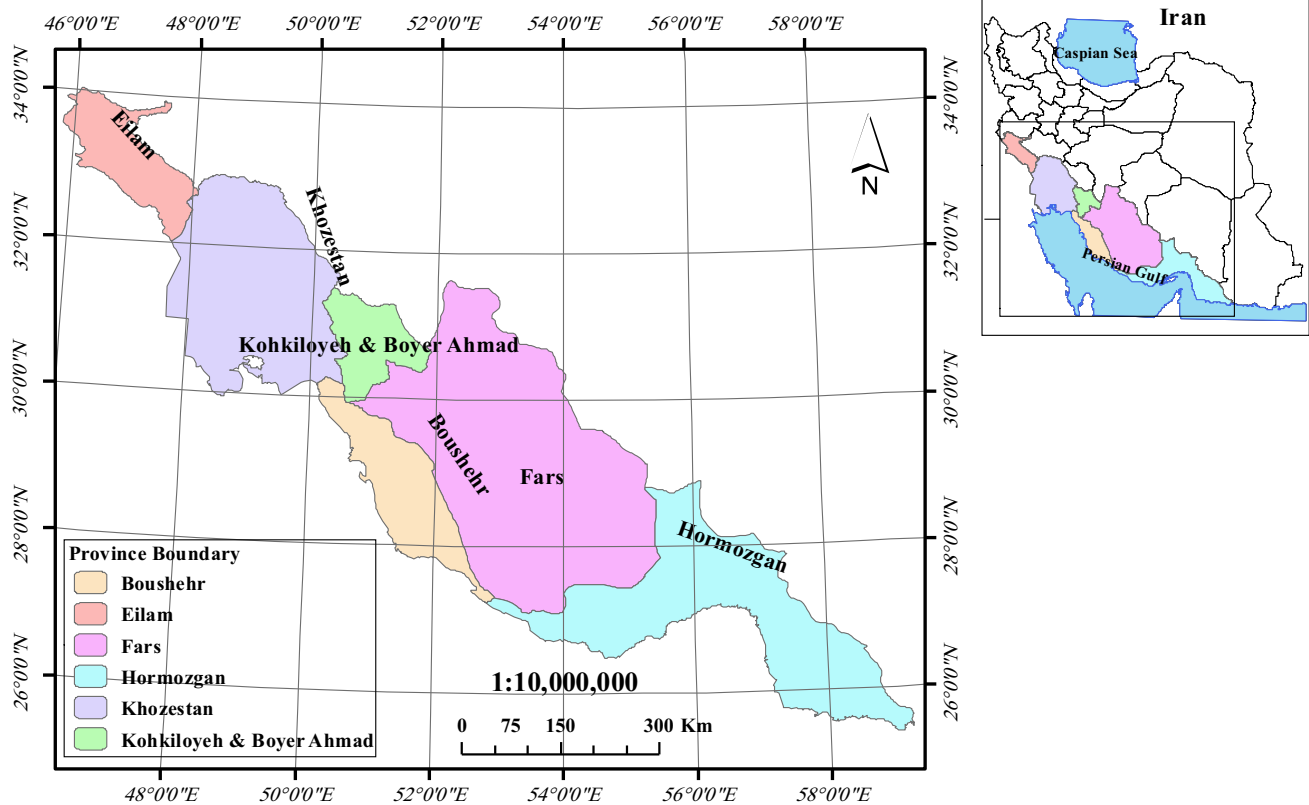 46°0'0"E 48°0'0"E 50°0'0"E 52°0'0"E 54°0'0"E 56°0'0"E 58°0'0"E
Iran
Caspian Sea
Persian Gulf
34°0'0"N
34°0'0"N
32°0'0"N
32°0'0"N
30°0'0"N
30°0'0"N
28°0'0"N
28°0'0"N
26°0'0"N
26°0'0"N
N
Eilam
Khozestan
Kohkiloyeh & Boyer Ahmad
Boushehr
Fars
Hormozgan
Province Boundary
Boushehr
Eilam
Fars
Hormozgan
Khozestan
Kohkiloyeh & Boyer Ahmad
1:10,000,000
0 75 150 300 Km
48°0'0"E 50°0'0"E 52°0'0"E 54°0'0"E 56°0'0"E 58°0'0"E